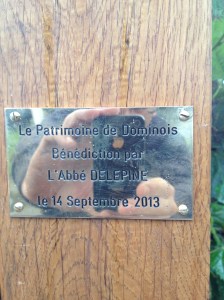 Le Patrimoine de Dominois
Bénédiction par
L'Abbé DELEPINE
le 14 Septembre 2013